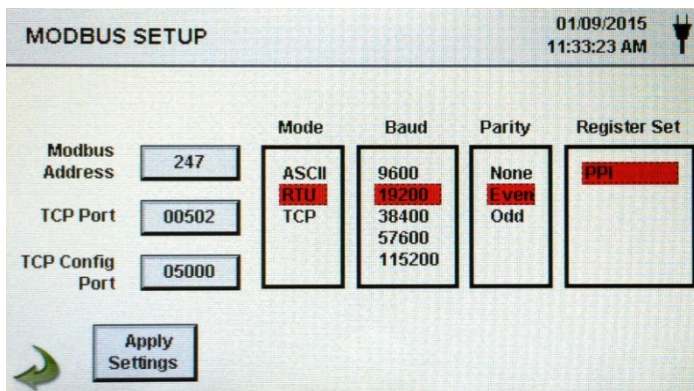 MODBUS SETUP
01/09/2015
11:33:23 AM
Mode
Baud
Parity
Register Set
Modbus
Address
247
TCP Port
00502
TCP Config
Port
05000
ASCII
RTU
TCP
9600
19200
38400
57600
115200
None
Even
Odd
PPI
Apply
Settings